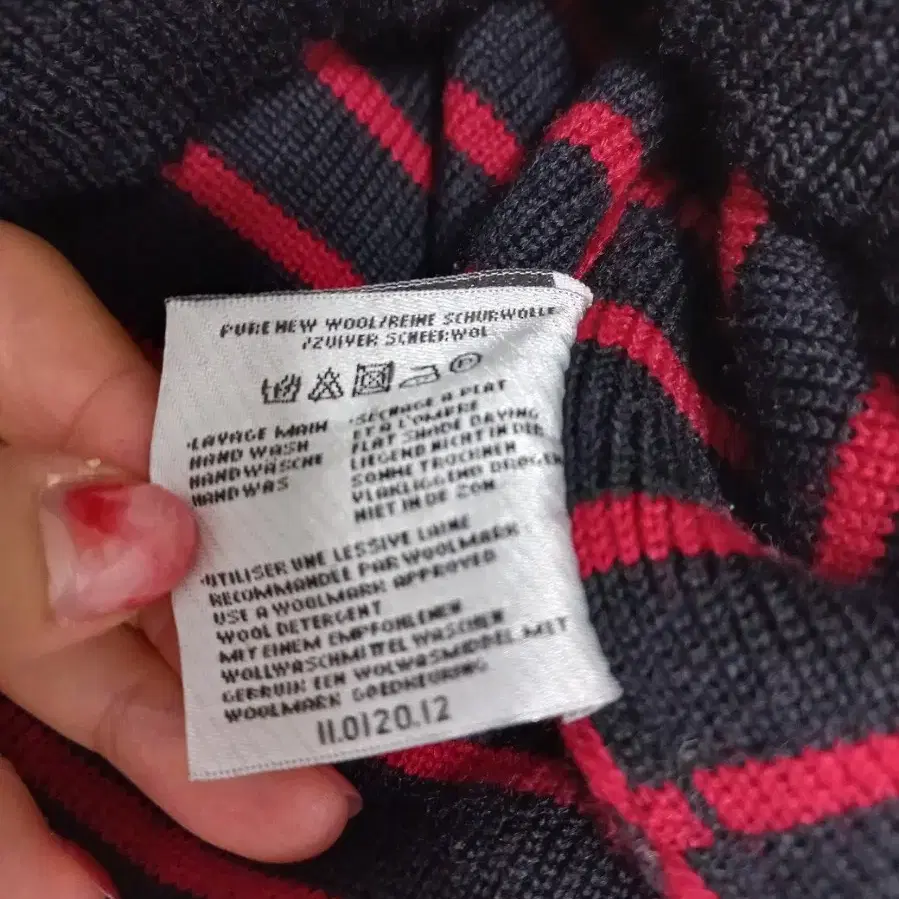 PURE NEW WOOL/REINE SCHURWOLLE
/ZUIVER SCHEERWOL
·LAVAGE MAIN
HAND WASH
HANDWÄSCHE
HANDWAS
·SECHAGE A PLAT
ET A L'OMBRE
FLAT SHADE DAYING
LIEGEND NICHT IN DER
SONNE TROCKNEN
VLAKLIGGEND DROGEN
NIET IN DE ZON
·UTILISER UNE LESSIVE LAINE
RECOMMANDEE PAR WOOLMARK
USE A WOOLMARK APPROVED
WOOL DETERGENT
MIT EINEM EMPFOHLENEN
WOLLWASCHMITTEL WASCHEN
GEBRUIK EEN WOLWASMIDDEL MET
WOOLMARK GOEDKEURING
11.0120.12